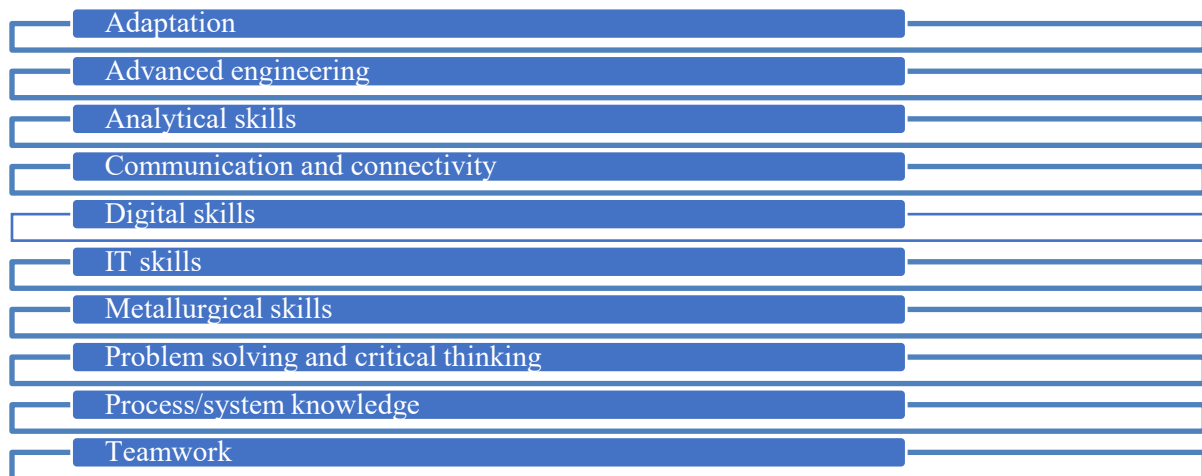 Adaptation
Advanced engineering
Analytical skills
Communication and connectivity
Digital skills
IT skills
Metallurgical skills
Problem solving and critical thinking
Process/system knowledge
Teamwork